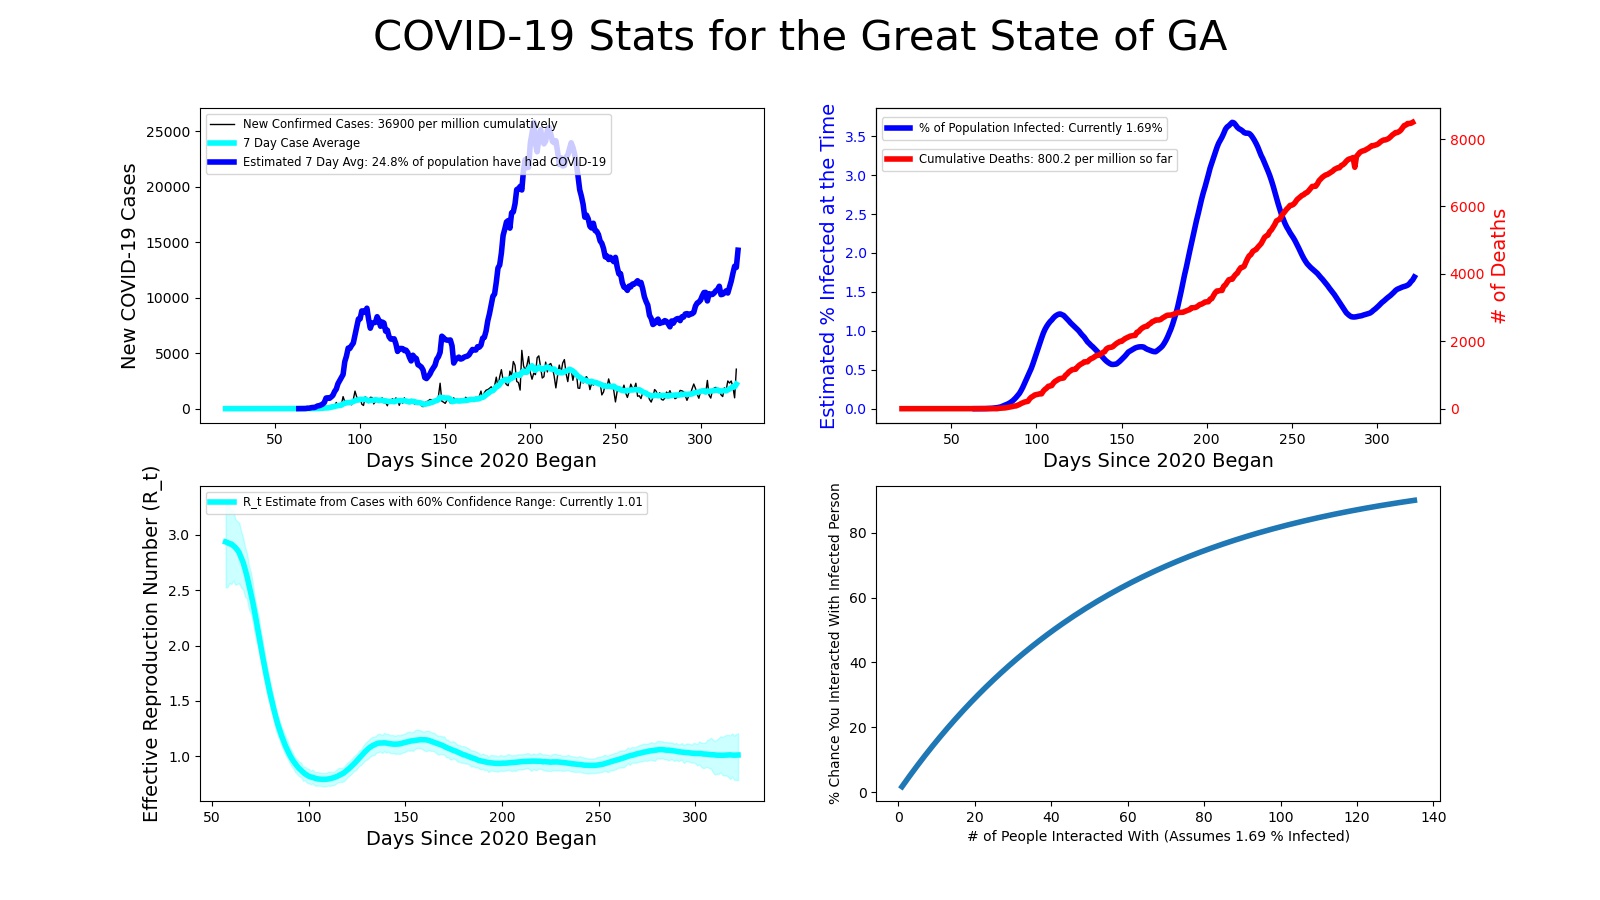 COVID-19 Stats for the Great State of GA
New COVID-19 Cases
25000
20000
15000
10000
5000
0
New Confirmed Cases: 36900 per million cumulatively
7 Day Case Average
Estimated 7 Day Avg: 24.8% of population have had COVID-19
50 100 150 200 250 300
Days Since 2020 Began
Estimated % Infected at the Time
3.5
3.0
2.5
2.0
1.5
1.0
0.5
0.0
% of Population Infected: Currently 1.69%
Cumulative Deaths: 800.2 per million so far
8000
6000
4000
2000
0
# of Deaths
50 100 150 200 250 300
Days Since 2020 Began
Effective Reproduction Number (R_t)
3.0
2.5
2.0
1.5
1.0
R_t Estimate from Cases with 60% Confidence Range: Currently 1.01
50 100 150 200 250 300
Days Since 2020 Began
% Chance You Interacted With Infected Person
80
60
40
20
0
0 20 40 60 80 100 120 140
# of People Interacted With (Assumes 1.69 % Infected)